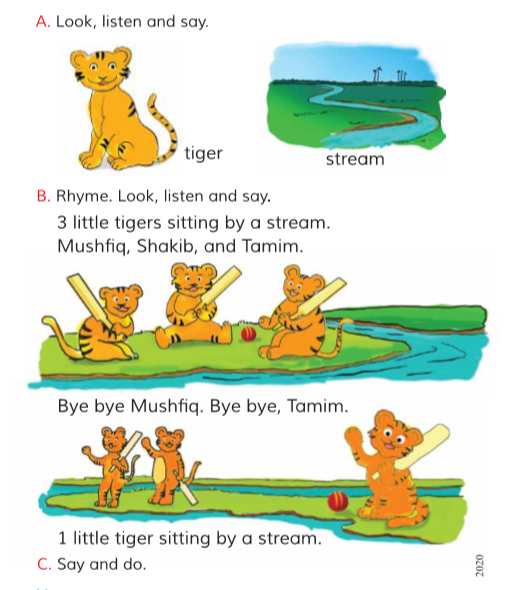 A. Look, listen and say.
tiger
stream
B. Rhyme. Look, listen and say.
3 little tigers sitting by a stream.
Mushfiq, Shakib, and Tamim.
Bye bye Mushfiq. Bye bye, Tamim.
1 little tiger sitting by a stream.
C. Say and do.
2020